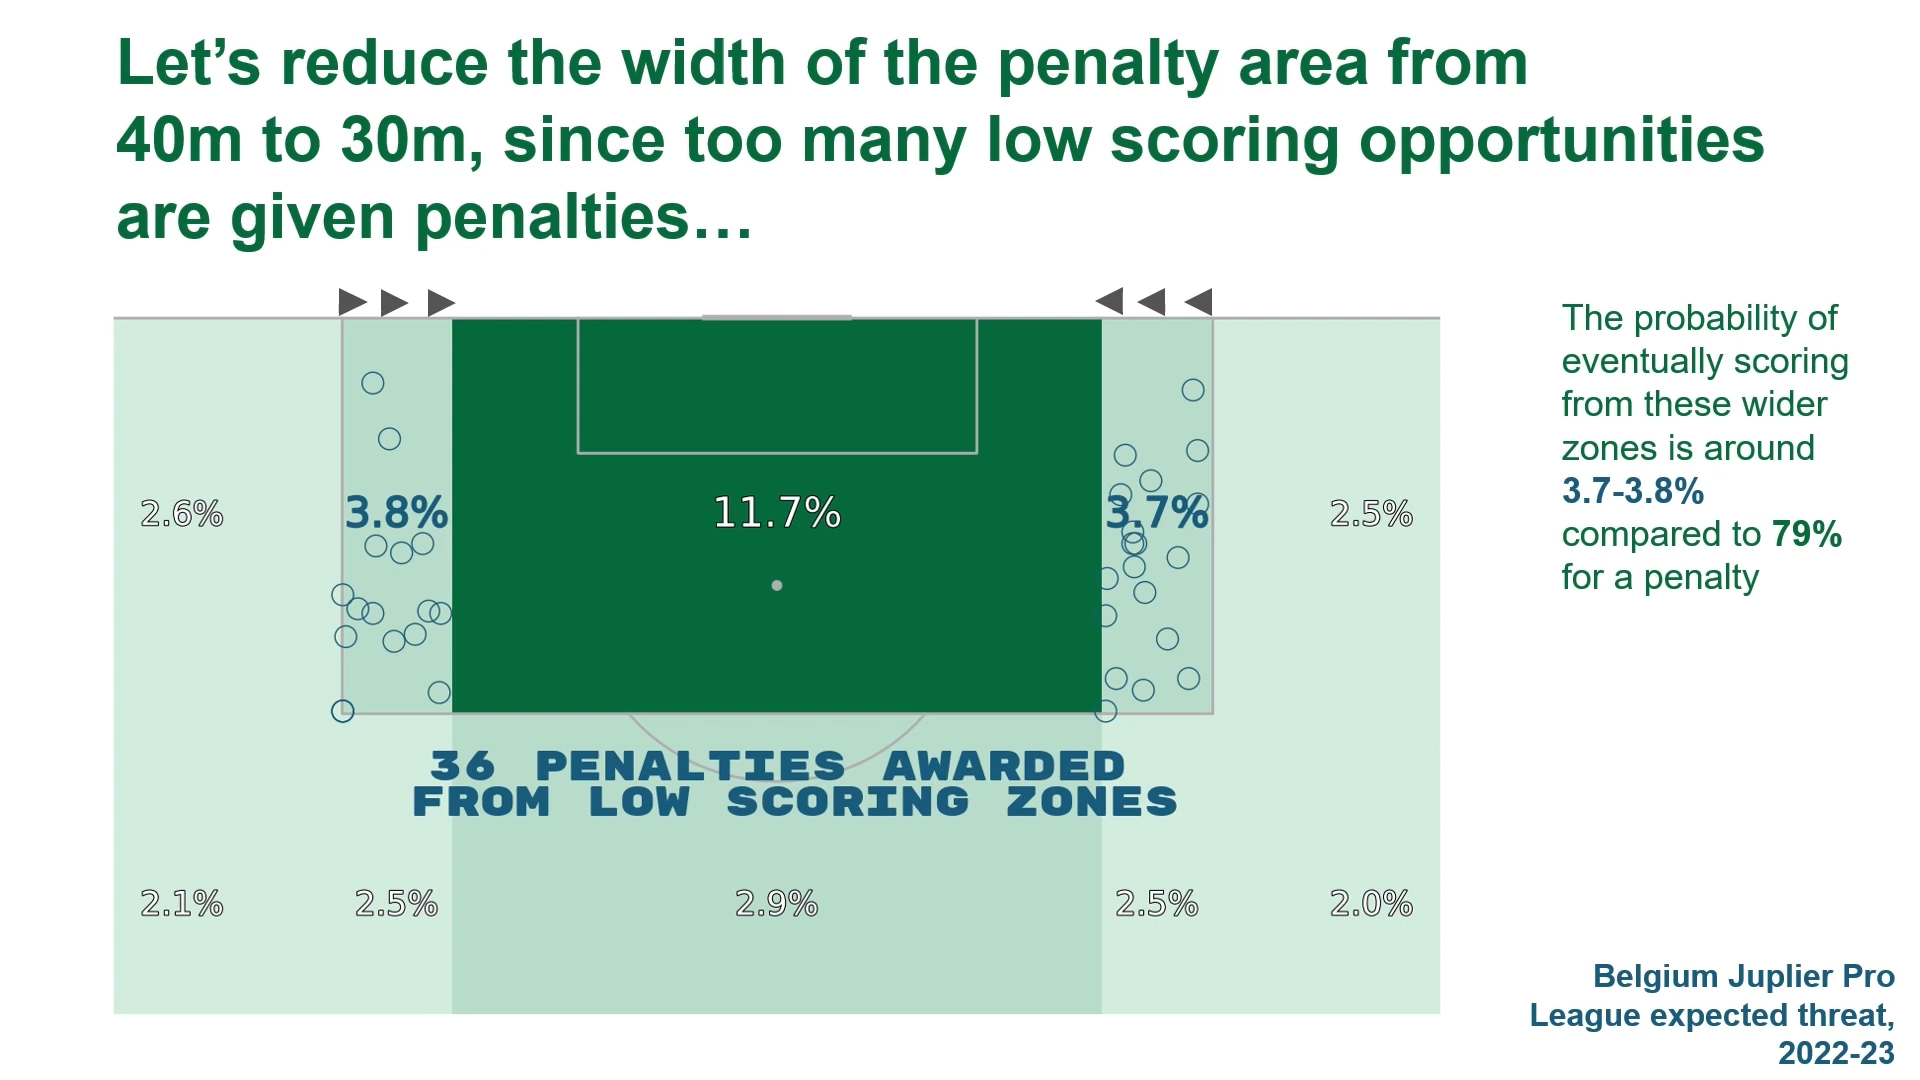 Let’s reduce the width of the penalty area from
40m to 30m, since too many low scoring opportunities
are given penalties…
The probability of
eventually scoring
from these wider
zones is around
3.7-3.8%
compared to 79%
for a penalty
2.6%
3.8%
11.7%
3.7%
2.5%
36 PENALTIES AWARDED
FROM LOW SCORING ZONES
2.1%
2.5%
2.9%
2.5%
2.0%
Belgium Juplier Pro
League expected threat,
2022-23